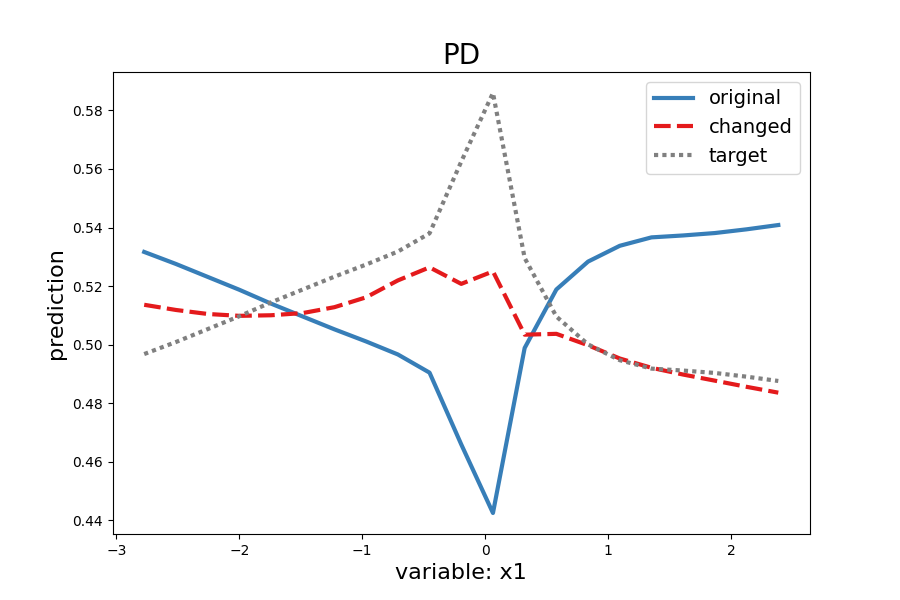 PD
original
changed
target
prediction
0.58
0.56
0.54
0.52
0.50
0.48
0.46
0.44
−3
−2
−1
0
1
2
variable: x1